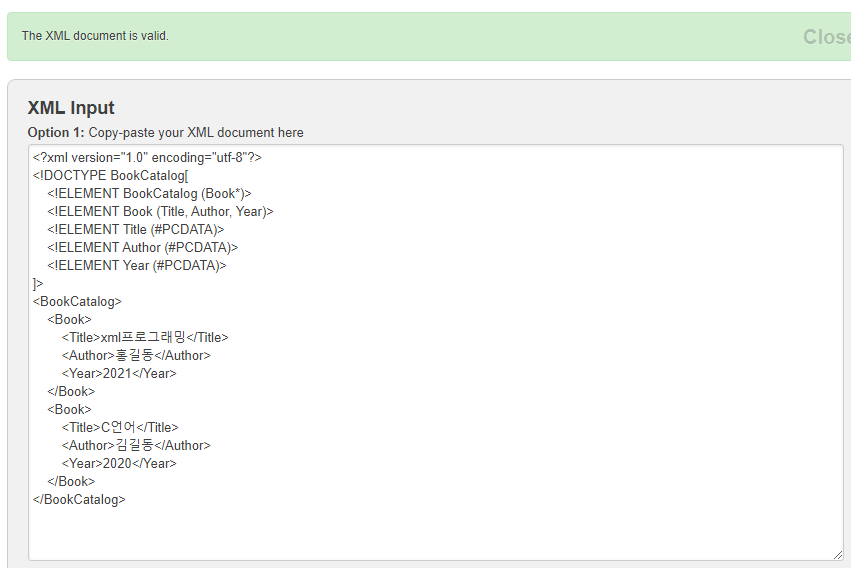 The XML document is valid.
Close
XML Input
Option 1: Copy-paste your XML document here
<?xml version="1.0" encoding="utf-8"?>
<!DOCTYPE BookCatalog[
    <!ELEMENT BookCatalog (Book*)>
    <!ELEMENT Book (Title, Author, Year)>
    <!ELEMENT Title (#PCDATA)>
    <!ELEMENT Author (#PCDATA)>
    <!ELEMENT Year (#PCDATA)>
]>
<BookCatalog>
    <Book>
        <Title>xml프로그래밍</Title>
        <Author>홍길동</Author>
        <Year>2021</Year>
    </Book>
    <Book>
        <Title>C언어</Title>
        <Author>김길동</Author>
        <Year>2020</Year>
    </Book>
</BookCatalog>